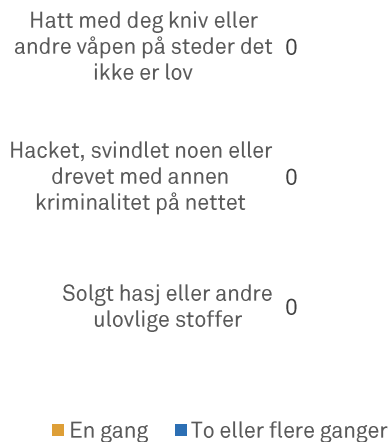 Hatt med deg kniv eller
andre våpen på steder det 0
ikke er lov
Hacket, svindlet noen eller
drevet med annen 0
kriminalitet på nettet
Solgt hasj eller andre
ulovlige stoffer 0
En gang To eller flere ganger